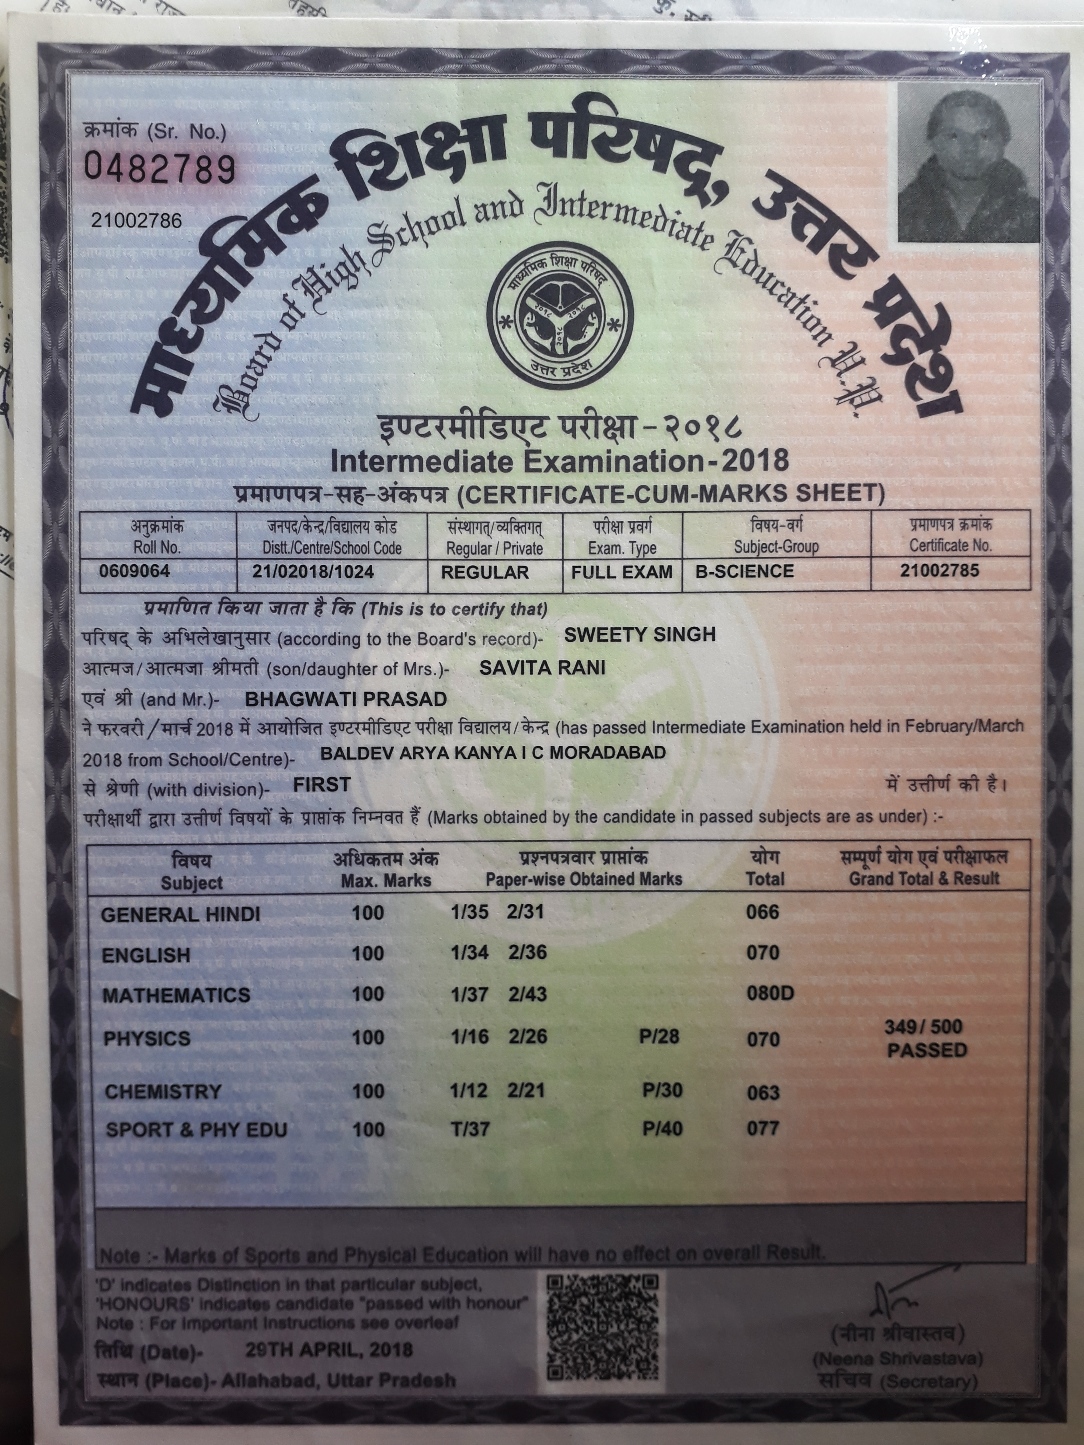 क्रमांक (Sr. No.)
0482789
21002786
माध्यमिक शिक्षा परिषद्, उत्तर प्रदेश
Board of High School and Intermediate Education U.P.
माध्यमिक शिक्षा परिषद
उत्तर प्रदेश
इण्टरमीडिएट परीक्षा-२०१८
Intermediate Examination-2018
प्रमाणपत्र-सह-अंकपत्र (CERTIFICATE-CUM-MARKS SHEET)
अनुक्रमांक जनपद/केन्द्र/विद्यालय कोड संस्थागत्/व्यक्तिगत् परीक्षा प्रवर्ग विषय-वर्ग प्रमाणपत्र क्रमांक
Roll No. Distt./Centre/School Code Regular / Private Exam. Type Subject-Group Certificate No.
0609064 21/02018/1024 REGULAR FULL EXAM B-SCIENCE 21002785
प्रमाणित किया जाता है कि (This is to certify that)
परिषद् के अभिलेखानुसार (according to the Board's record)- SWEETY SINGH
आत्मज/आत्मजा श्रीमती (son/daughter of Mrs.)- SAVITA RANI
एवं श्री (and Mr.)- BHAGWATI PRASAD
ने फरवरी/मार्च 2018 में आयोजित इण्टरमीडिएट परीक्षा विद्यालय/केन्द्र (has passed Intermediate Examination held in February/March
2018 from School/Centre)- BALDEV ARYA KANYA I C MORADABAD
से श्रेणी (with division)- FIRST में उत्तीर्ण की है।
परीक्षार्थी द्वारा उत्तीर्ण विषयों के प्राप्तांक निम्नवत हैं (Marks obtained by the candidate in passed subjects are as under) :-
विषय अधिकतम अंक प्रश्नपत्रवार प्राप्तांक योग सम्पूर्ण योग एवं परीक्षाफल
Subject Max. Marks Paper-wise Obtained Marks Total Grand Total & Result
GENERAL HINDI 100 1/35 2/31 066
ENGLISH 100 1/34 2/36 070
MATHEMATICS 100 1/37 2/43 080D
PHYSICS 100 1/16 2/26 P/28 070 349/ 500
PASSED
CHEMISTRY 100 1/12 2/21 P/30 063
SPORT & PHY EDU 100 T/37 P/40 077
Note :- Marks of Sports and Physical Education will have no effect on overall Result.
'D' indicates Distinction in that particular subject,
'HONOURS' indicates candidate "passed with honour"
Note : For Important Instructions see overleaf
तिथि (Date)- 29TH APRIL, 2018
स्थान (Place)- Allahabad, Uttar Pradesh
(नीना श्रीवास्तव)
(Neena Shrivastava)
सचिव (Secretary)